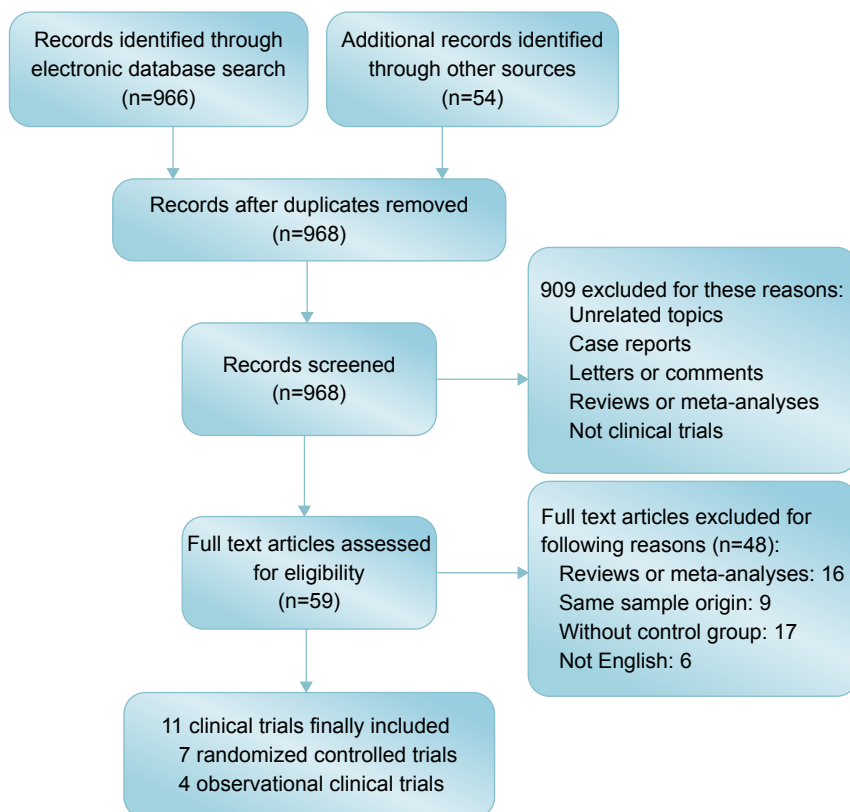 Records identified through
electronic database search
(n=966)
Additional records identified
through other sources
(n=54)
Records after duplicates removed
(n=968)
Records screened
(n=968)
909 excluded for these reasons:
Unrelated topics
Case reports
Letters or comments
Reviews or meta-analyses
Not clinical trials
Full text articles assessed
for eligibility
(n=59)
Full text articles excluded for
following reasons (n=48):
Reviews or meta-analyses: 16
Same sample origin: 9
Without control group: 17
Not English: 6
11 clinical trials finally included
7 randomized controlled trials
4 observational clinical trials